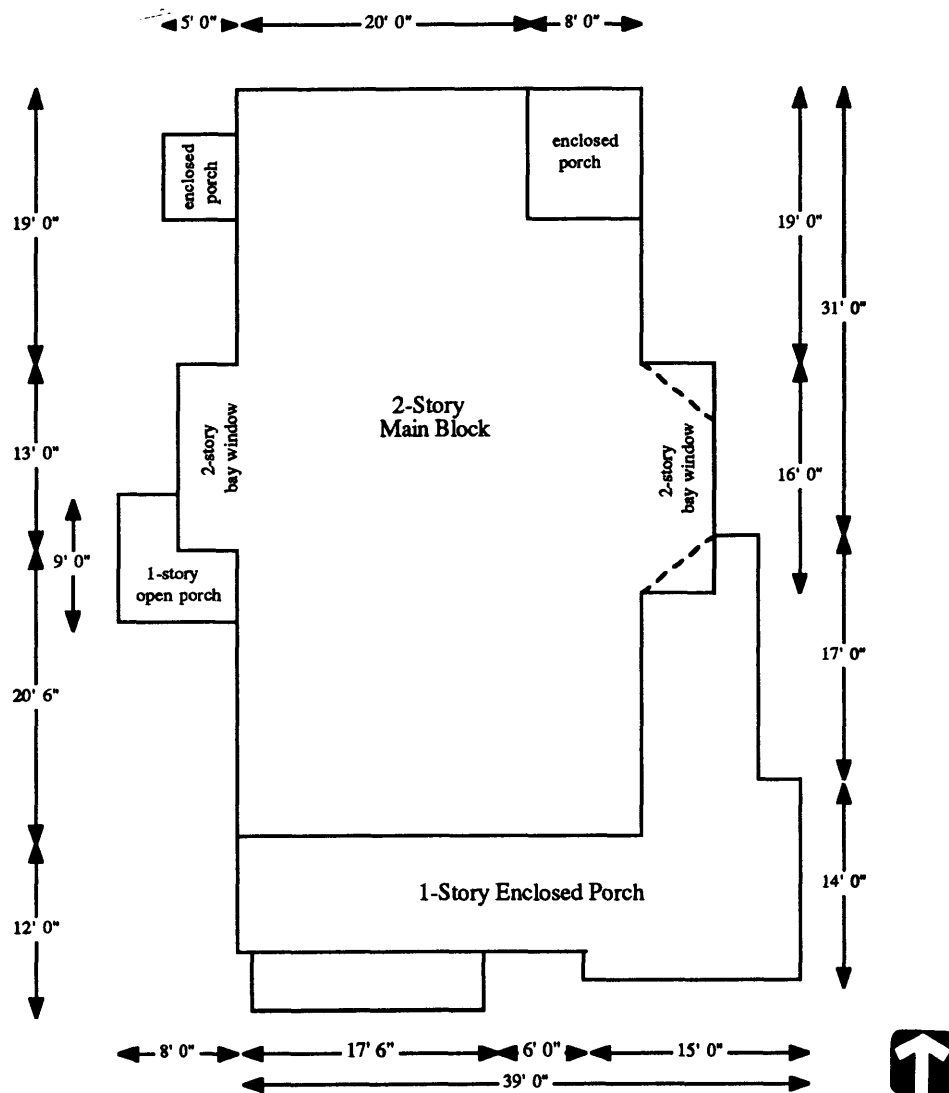 5' 0"
20' 0"
8' 0"
enclosed
porch
enclosed
porch
19' 0"
19' 0"
31' 0"
2-Story
Main Block
2-story
bay window
2-story
bay window
13' 0"
16' 0"
9' 0"
1-story
open porch
17' 0"
20' 6"
14' 0"
1-Story Enclosed Porch
12' 0"
8' 0"
17' 6"
6' 0"
15' 0"
39' 0"